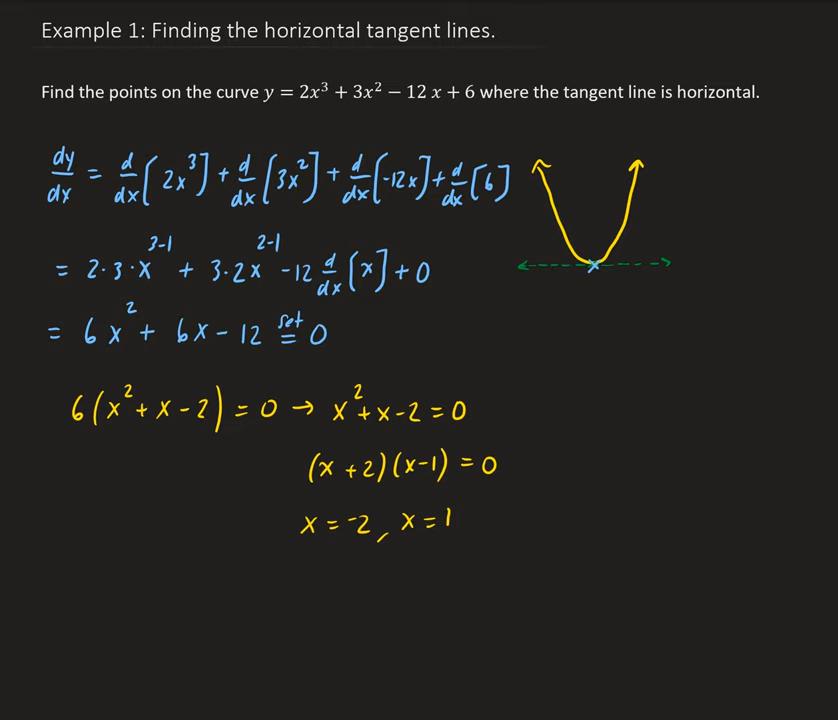 Example 1: Finding the horizontal tangent lines.
Find the points on the curve y = 2x³ + 3x² − 12 x + 6 where the tangent line is horizontal.
dy/dx = d/dx[2x³] + d/dx[3x²] + d/dx[-12x] + d/dx[6]
= 2·3·x^(3-1) + 3·2x^(2-1) - 12 d/dx[x] + 0
= 6x² + 6x - 12 set = 0
6(x² + x - 2) = 0 → x² + x - 2 = 0
(x + 2)(x - 1) = 0
x = -2, x = 1